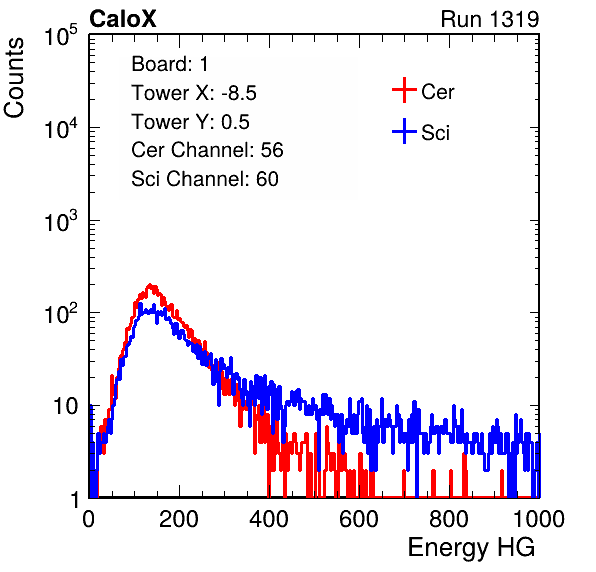 CaloX Run 1319
Counts
10^5
10^4
10^3
10^2
10
1
Board: 1
Tower X: -8.5
Tower Y: 0.5
Cer Channel: 56
Sci Channel: 60
Cer
Sci
0 200 400 600 800 1000
Energy HG